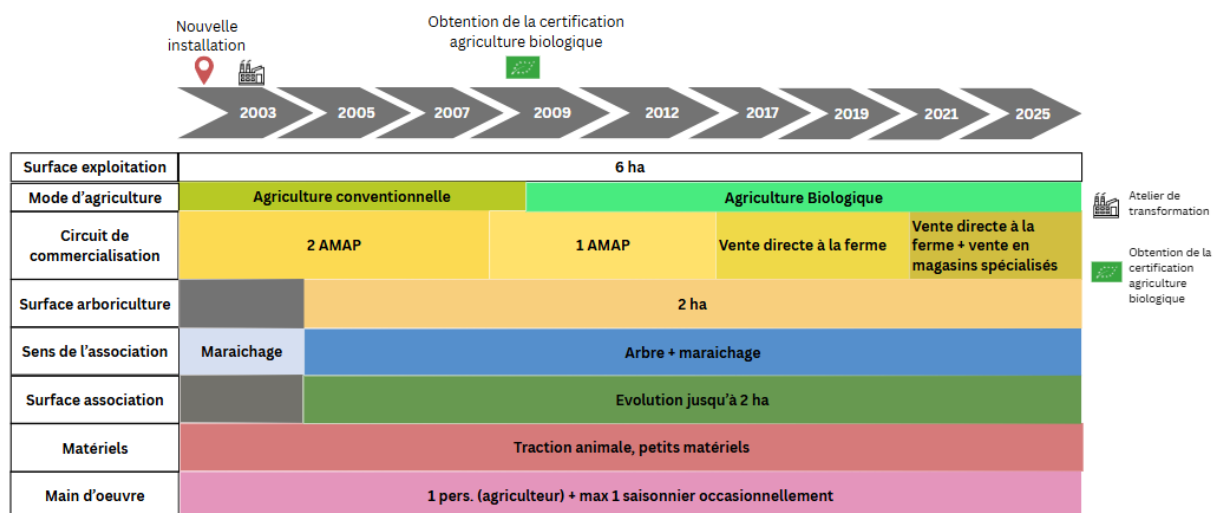 Nouvelle
installation
Obtention de la certification
agriculture biologique
2003
2005
2007
2009
2012
2017
2019
2021
2025
Surface exploitation
6 ha
Mode d'agriculture
Agriculture conventionnelle
Agriculture Biologique
Circuit de
commercialisation
2 AMAP
1 AMAP
Vente directe à la ferme
Vente directe à la
ferme + vente en
magasins spécialisés
Surface arboriculture
2 ha
Sens de l'association
Maraichage
Arbre + maraichage
Surface association
Evolution jusqu'à 2 ha
Matériels
Traction animale, petits matériels
Main d'oeuvre
1 pers. (agriculteur) + max 1 saisonnier occasionnellement
Atelier de
transformation
Obtention de la
certification
agriculture
biologique